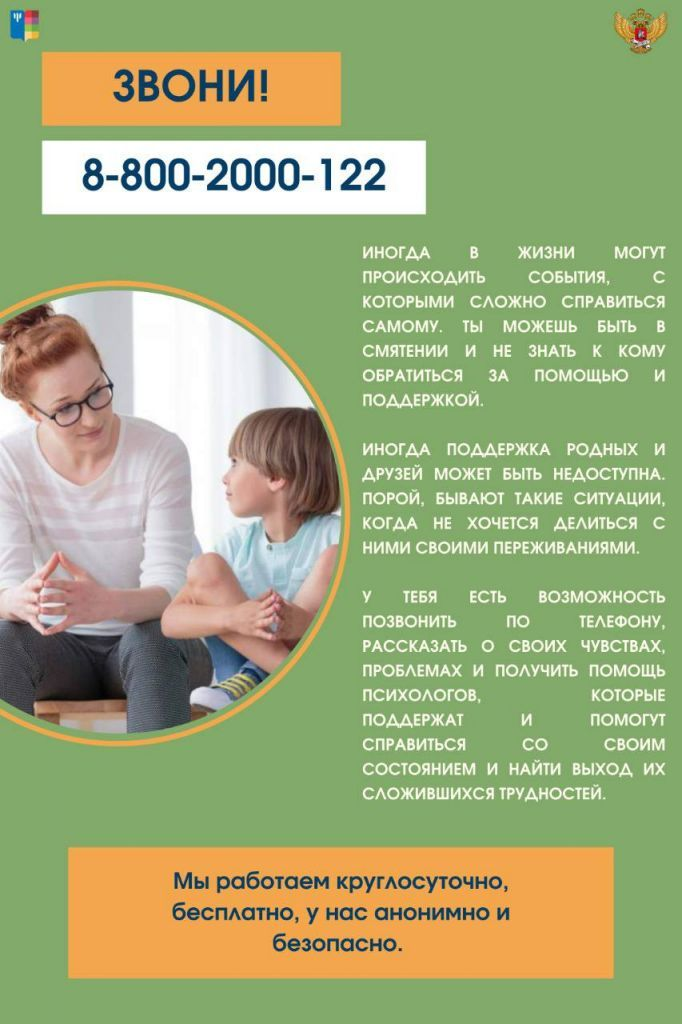 Ψ
ЗВОНИ!
8-800-2000-122
ИНОГДА В ЖИЗНИ МОГУТ
ПРОИСХОДИТЬ СОБЫТИЯ, С
КОТОРЫМИ СЛОЖНО СПРАВИТЬСЯ
САМОМУ. ТЫ МОЖЕШЬ БЫТЬ В
СМЯТЕНИИ И НЕ ЗНАТЬ К КОМУ
ОБРАТИТЬСЯ ЗА ПОМОЩЬЮ И
ПОДДЕРЖКОЙ.
ИНОГДА ПОДДЕРЖКА РОДНЫХ И
ДРУЗЕЙ МОЖЕТ БЫТЬ НЕДОСТУПНА.
ПОРОЙ, БЫВАЮТ ТАКИЕ СИТУАЦИИ,
КОГДА НЕ ХОЧЕТСЯ ДЕЛИТЬСЯ С
НИМИ СВОИМИ ПЕРЕЖИВАНИЯМИ.
У ТЕБЯ ЕСТЬ ВОЗМОЖНОСТЬ
ПОЗВОНИТЬ ПО ТЕЛЕФОНУ,
РАССКАЗАТЬ О СВОИХ ЧУВСТВАХ,
ПРОБЛЕМАХ И ПОЛУЧИТЬ ПОМОЩЬ
ПСИХОЛОГОВ, КОТОРЫЕ
ПОДДЕРЖАТ И ПОМОГУТ
СПРАВИТЬСЯ СО СВОИМ
СОСТОЯНИЕМ И НАЙТИ ВЫХОД ИХ
СЛОЖИВШИХСЯ ТРУДНОСТЕЙ.
Мы работаем круглосуточно,
бесплатно, у нас анонимно и
безопасно.